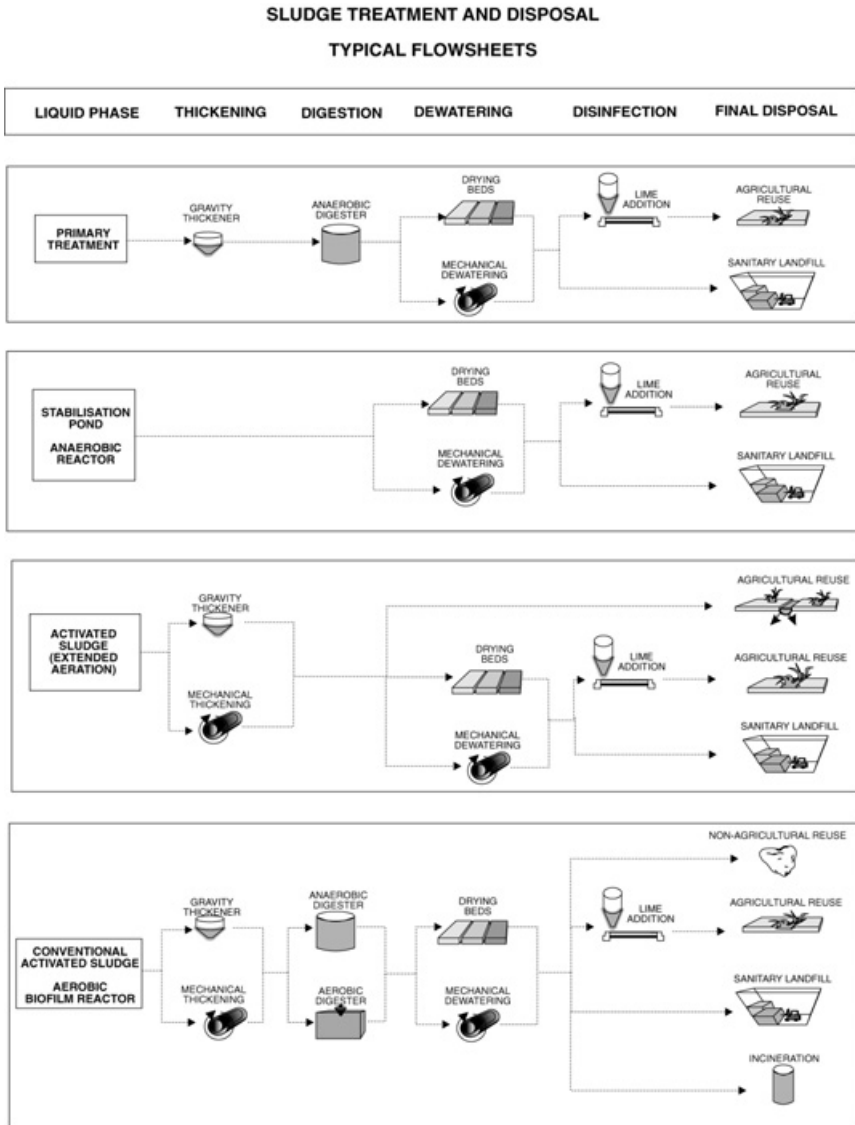 SLUDGE TREATMENT AND DISPOSAL
TYPICAL FLOWSHEETS
LIQUID PHASE THICKENING DIGESTION DEWATERING DISINFECTION FINAL DISPOSAL
PRIMARY
TREATMENT
GRAVITY
THICKENER
ANAEROBIC
DIGESTER
DRYING
BEDS
MECHANICAL
DEWATERING
LIME
ADDITION
AGRICULTURAL
REUSE
SANITARY LANDFILL
STABILISATION
POND
ANAEROBIC
REACTOR
DRYING
BEDS
MECHANICAL
DEWATERING
LIME
ADDITION
AGRICULTURAL
REUSE
SANITARY LANDFILL
ACTIVATED
SLUDGE
(EXTENDED
AERATION)
GRAVITY
THICKENER
MECHANICAL
THICKENING
DRYING
BEDS
MECHANICAL
DEWATERING
LIME
ADDITION
AGRICULTURAL REUSE
AGRICULTURAL REUSE
SANITARY LANDFILL
CONVENTIONAL
ACTIVATED SLUDGE
AEROBIC
BIOFILM REACTOR
GRAVITY
THICKENER
MECHANICAL
THICKENING
ANAEROBIC
DIGESTER
AEROBIC
DIGESTER
DRYING
BEDS
MECHANICAL
DEWATERING
LIME
ADDITION
NON-AGRICULTURAL REUSE
AGRICULTURAL REUSE
SANITARY LANDFILL
INCINERATION